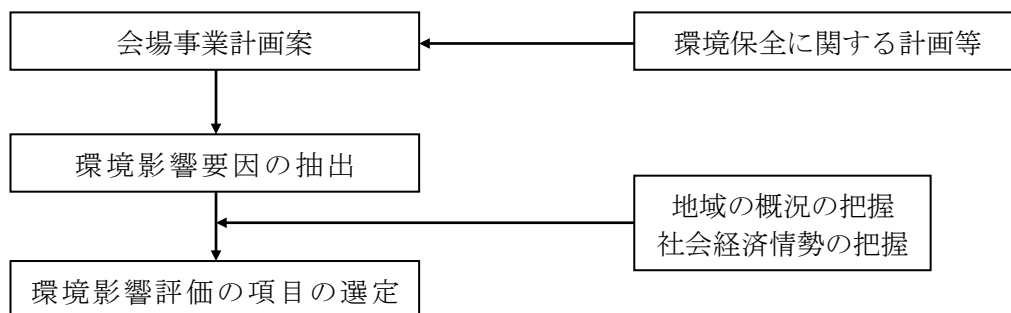 会場事業計画案
環境保全に関する計画等
環境影響要因の抽出
地域の概況の把握
社会経済情勢の把握
環境影響評価の項目の選定